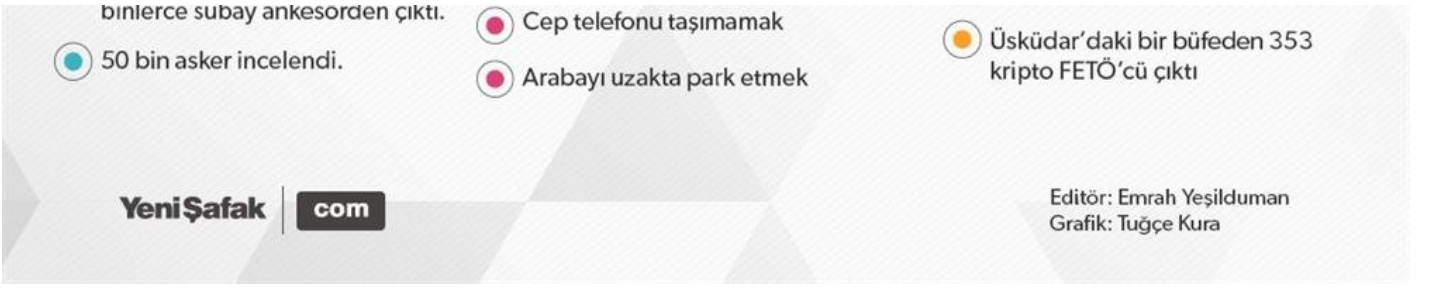 binlerce subay ankesörden çıktı.
50 bin asker incelendi.
Cep telefonu taşımamak
Arabayı uzakta park etmek
Üsküdar’daki bir büfeden 353
kripto FETÖ’cü çıktı
YeniŞafak com
Editör: Emrah Yeşilduman
Grafik: Tuğçe Kura